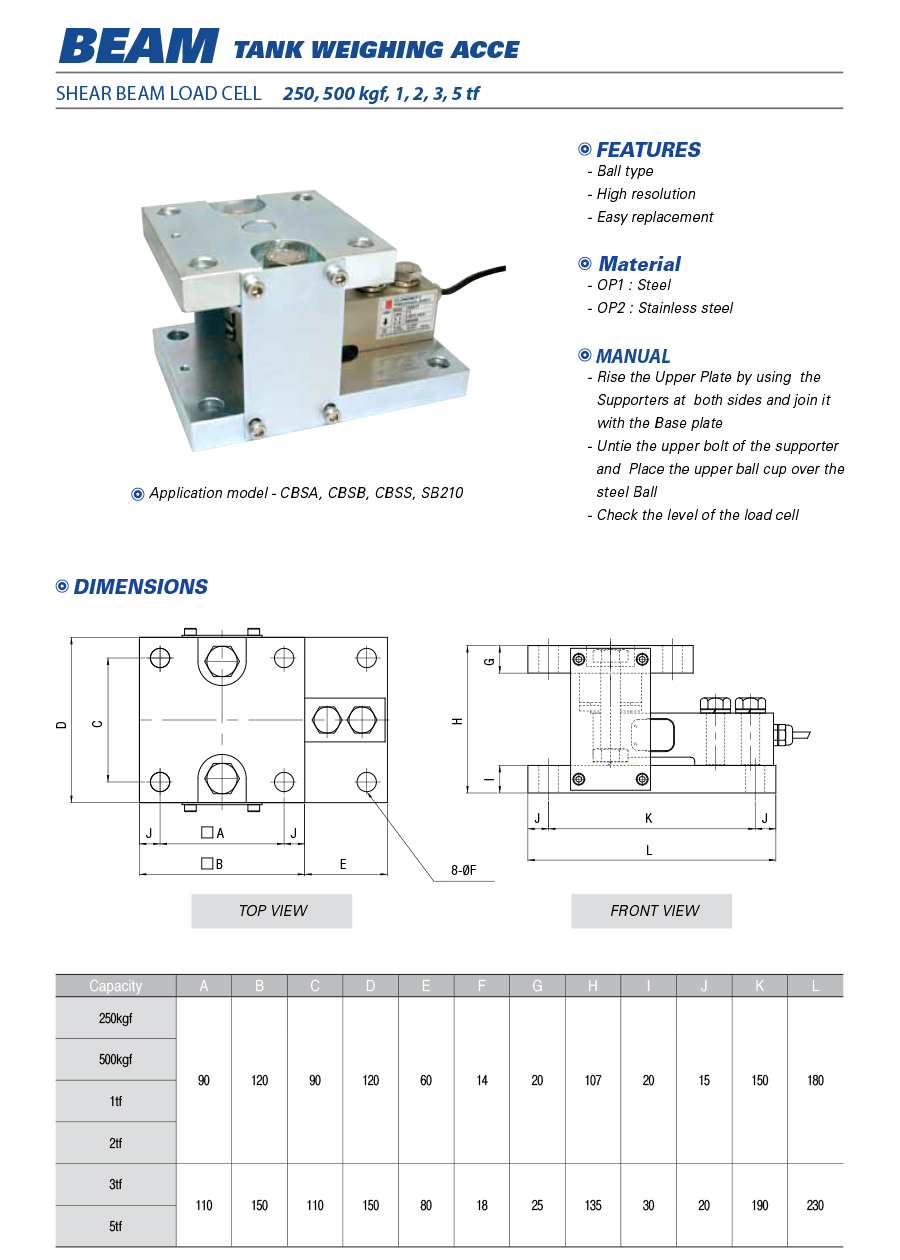 BEAM TANK WEIGHING ACCE
SHEAR BEAM LOAD CELL 250, 500 kgf, 1, 2, 3, 5 tf
FEATURES
- Ball type
- High resolution
- Easy replacement
Material
- OP1 : Steel
- OP2 : Stainless steel
MANUAL
- Rise the Upper Plate by using the
Supporters at both sides and join it
with the Base plate
- Untie the upper bolt of the supporter
and Place the upper ball cup over the
steel Ball
- Check the level of the load cell
Application model - CBSA, CBSB, CBSS, SB210
DIMENSIONS
D
C
J
□ A
J
□ B
E
8-ØF
TOP VIEW
G
H
I
J
K
J
L
FRONT VIEW
Capacity A B C D E F G H I J K L
250kgf
500kgf
1tf
2tf
90 120 90 120 60 14 20 107 20 15 150 180
3tf
5tf
110 150 110 150 80 18 25 135 30 20 190 230